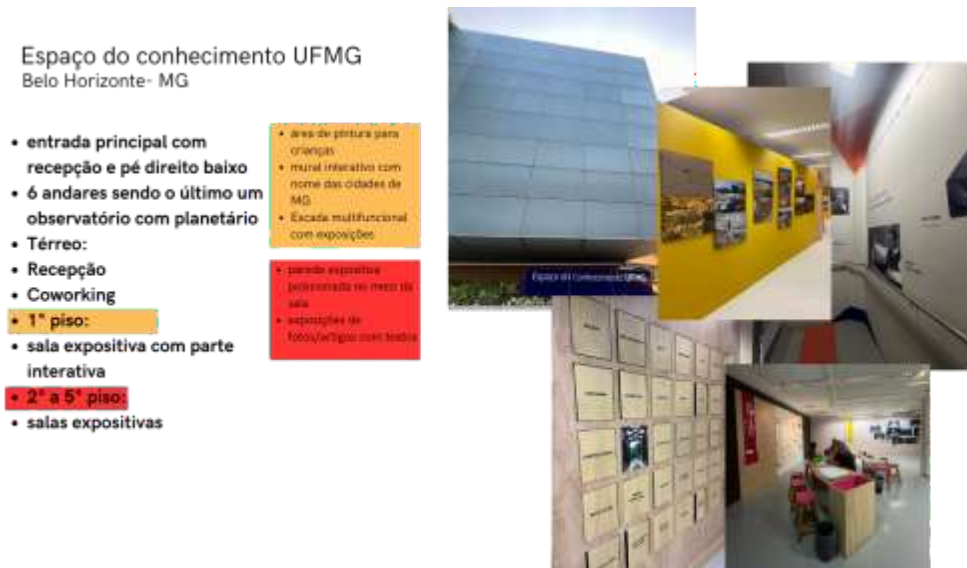 Espaço do conhecimento UFMG
Belo Horizonte- MG
• entrada principal com
recepção e pé direito baixo
• 6 andares sendo o último um
observatório com planetário
• Térreo:
• Recepção
• Coworking
• 1° piso:
• sala expositiva com parte
interativa
• 2° a 5° piso:
• salas expositivas
• área de pintura para
crianças
• mural interativo com
nome das cidades de
MG
• Escada multifuncional
com exposições
• parede expositiva
posicionada no meio da
sala
• exposições de
fotos/artigos com textos
Espaço do Conhecimento UFMG